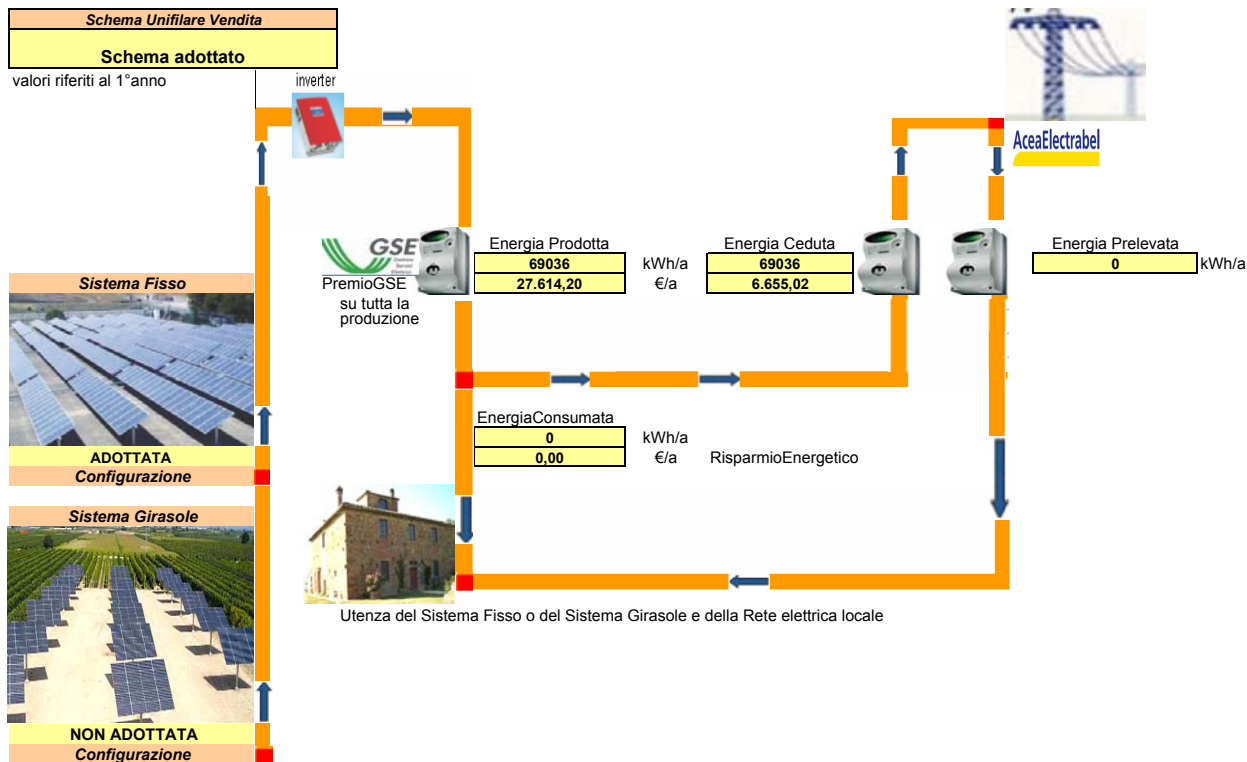 Schema Unifilare Vendita
Schema adottato
valori riferiti al 1°anno
inverter
AceaElectrabel
GSE
Gestore
Servizi
Elettrici
PremioGSE
su tutta la
produzione
Energia Prodotta
69036
kWh/a
27.614,20
€/a
Energia Ceduta
69036
6.655,02
Energia Prelevata
0
kWh/a
Sistema Fisso
ADOTTATA
Configurazione
EnergiaConsumata
0
kWh/a
0,00
€/a
RisparmioEnergetico
Sistema Girasole
NON ADOTTATA
Configurazione
Utenza del Sistema Fisso o del Sistema Girasole e della Rete elettrica locale